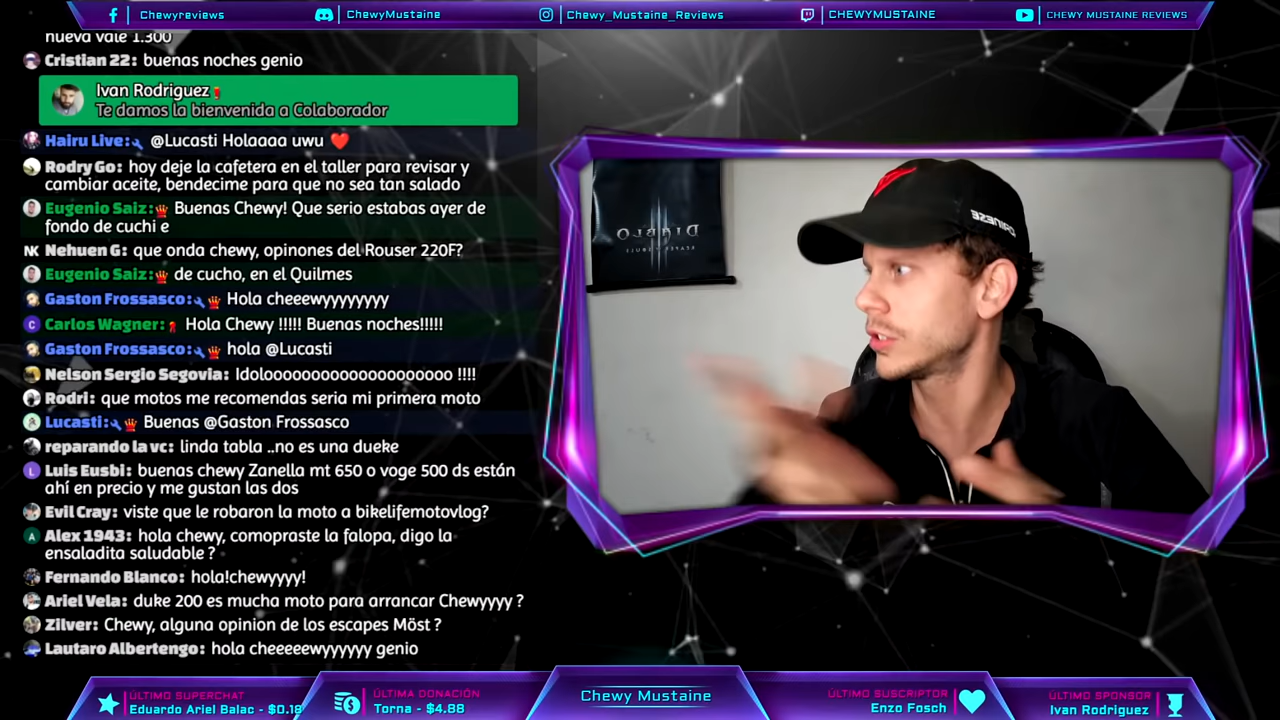 Chewyreviews
ChewyMustaine
Chewy_Mustaine_Reviews
CHEWYMUSTAINE
CHEWY MUSTAINE REVIEWS
nueva vale 1.300
Cristian 22: buenas noches genio
Ivan Rodriguez
Te damos la bienvenida a Colaborador
Hairu Live: @Lucasti Holaaaa uwu ❤️
Rodry Go: hoy deje la cafetera en el taller para revisar y
cambiar aceite, bendecime para que no sea tan salado
Eugenio Saiz: Buenas Chewy! Que serio estabas ayer de
fondo de cuchi e
NK Nehuen G: que onda chewy, opinones del Rouser 220F?
Eugenio Saiz: de cucho, en el Quilmes
Gaston Frossasco: Hola cheeewyyyyyyyy
C Carlos Wagner: Hola Chewy !!!!! Buenas noches!!!!!
Gaston Frossasco: hola @Lucasti
Nelson Sergio Segovia: Idoloooooooooooooooooooo !!!!
Rodri: que motos me recomendas seria mi primera moto
Lucasti: Buenas @Gaston Frossasco
reparando la vc: linda tabla ..no es una dueke
L Luis Eusbi: buenas chewy Zanella mt 650 o voge 500 ds están
ahí en precio y me gustan las dos
Evil Cray: viste que le robaron la moto a bikelifemotovlog?
A Alex 1943: hola chewy, comopraste la falopa, digo la
ensaladita saludable ?
Fernando Blanco: hola!chewyyyy!
Ariel Vela: duke 200 es mucha moto para arrancar Chewyyyy ?
Zilver: Chewy, alguna opinion de los escapes Möst ?
Lautaro Albertengo: hola cheeeeewyyyyyy genio
DIABLO
ÚLTIMO SUPERCHAT
Eduardo Ariel Balac - $0.18
ÚLTIMA DONACIÓN
Torna - $4.88
Chewy Mustaine
ÚLTIMO SUSCRIPTOR
Enzo Fosch
ÚLTIMO SPONSOR
Ivan Rodriguez